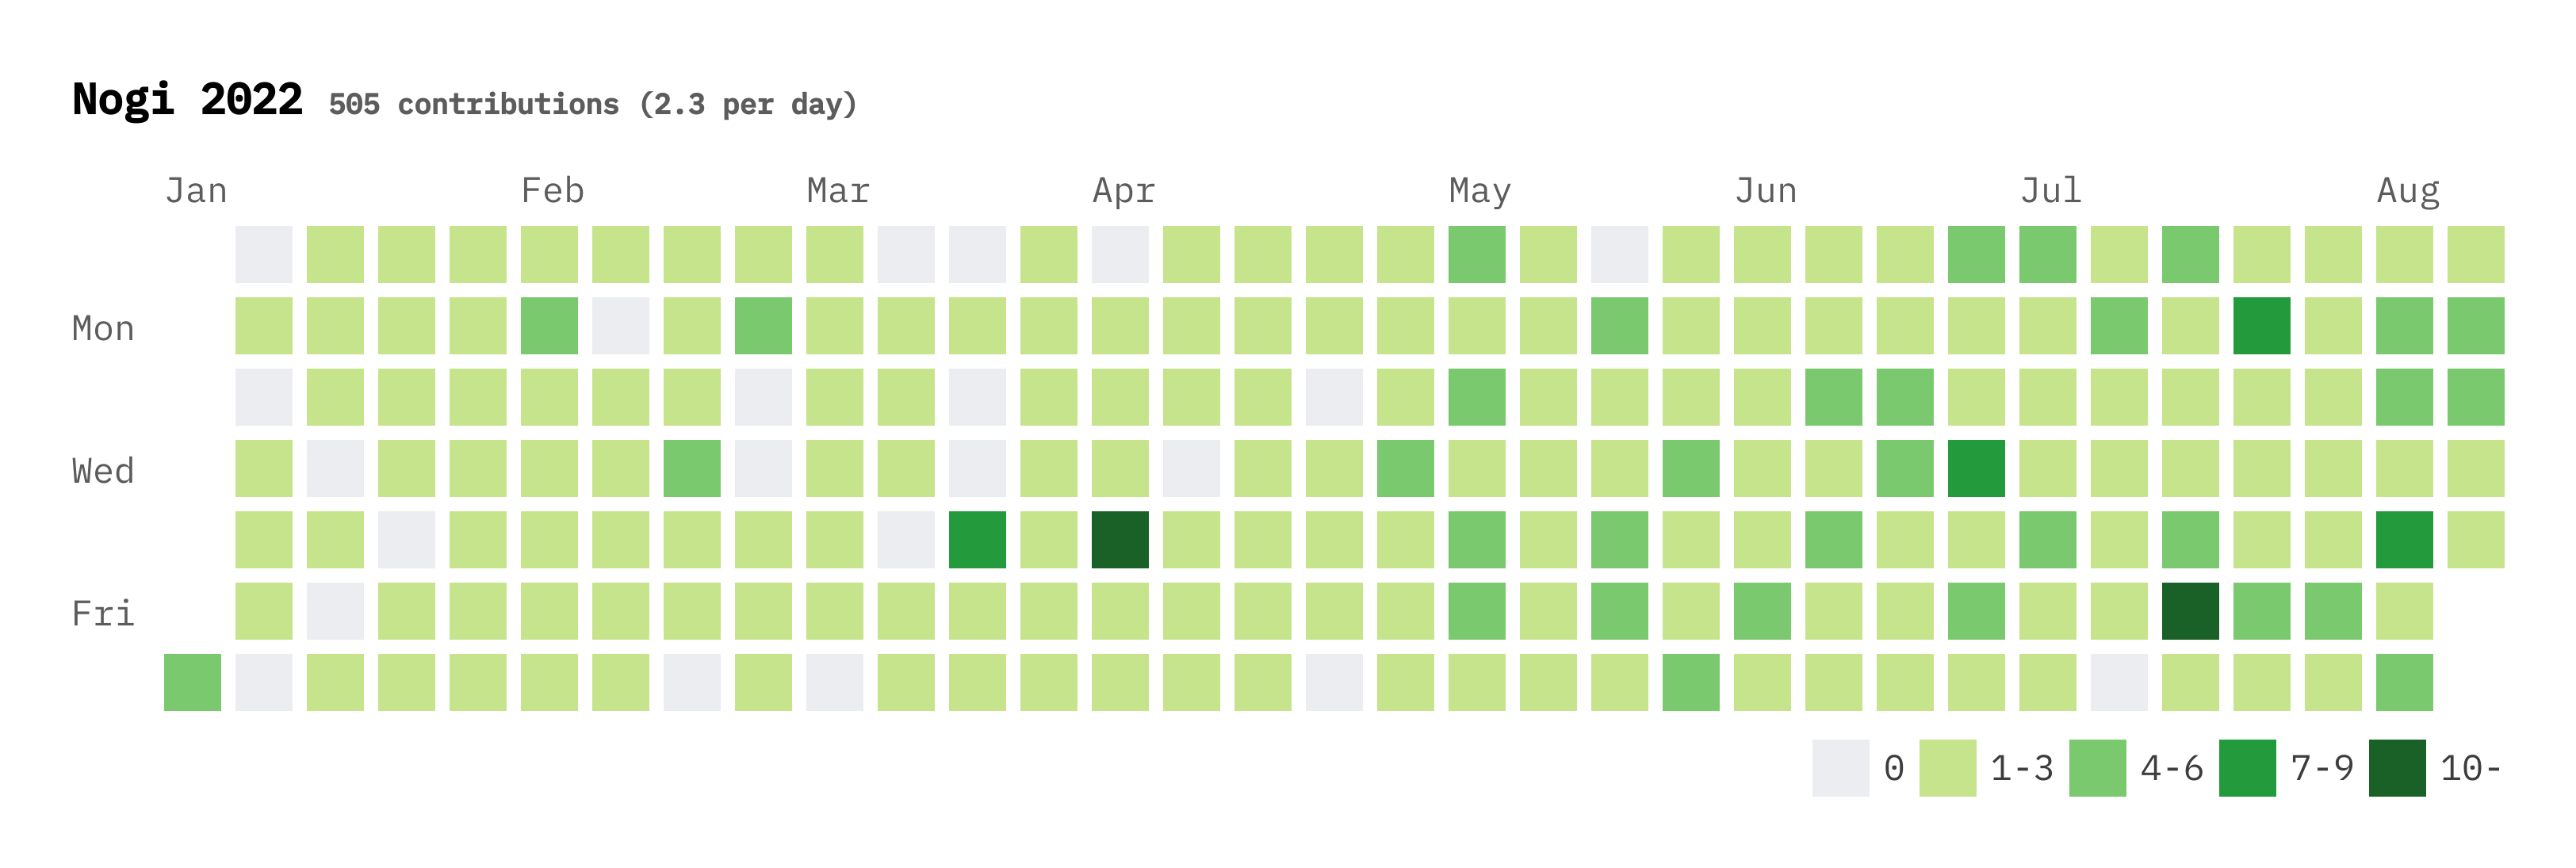 Nogi 2022 505 contributions (2.3 per day)
Jan Feb Mar Apr May Jun Jul Aug
Mon
Wed
Fri
0 1-3 4-6 7-9 10-